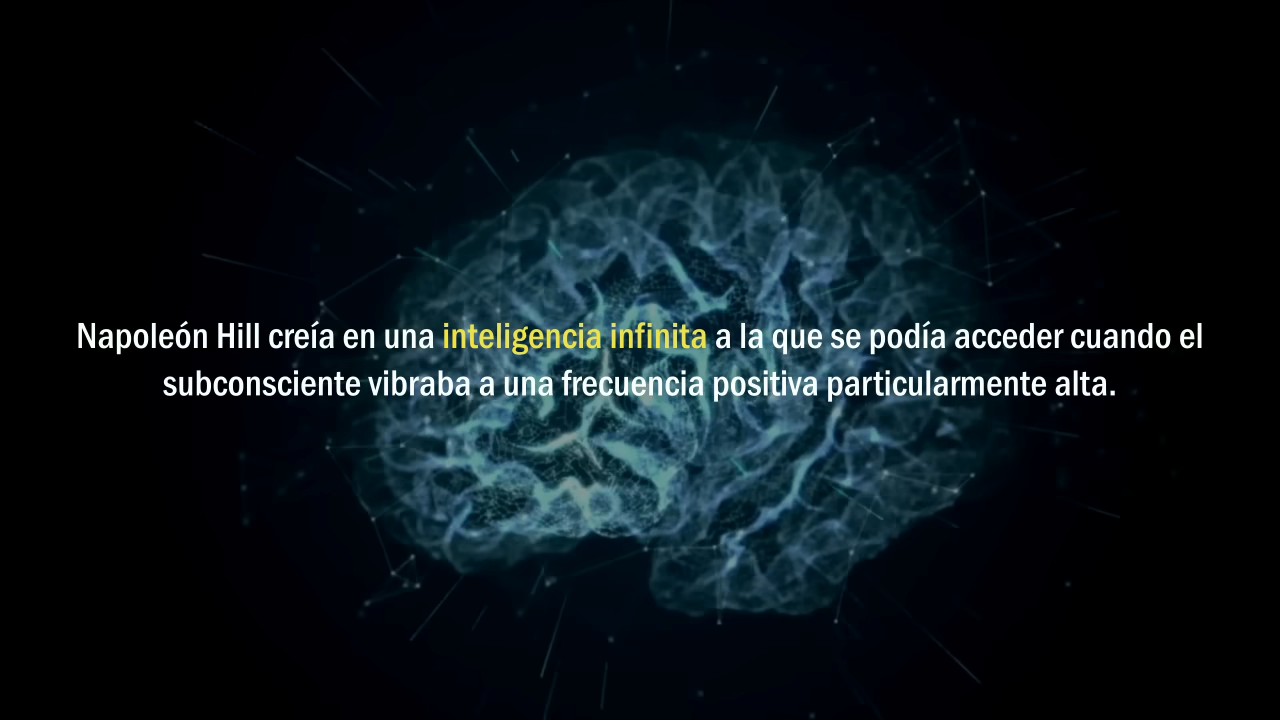 Napoleón Hill creía en una inteligencia infinita a la que se podía acceder cuando el
subconsciente vibraba a una frecuencia positiva particularmente alta.